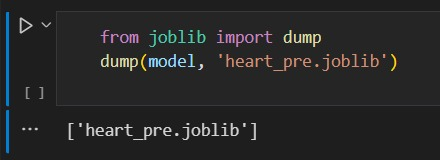 from joblib import dump
dump(model, 'heart_pre.joblib')
[ ]
... ['heart_pre.joblib']